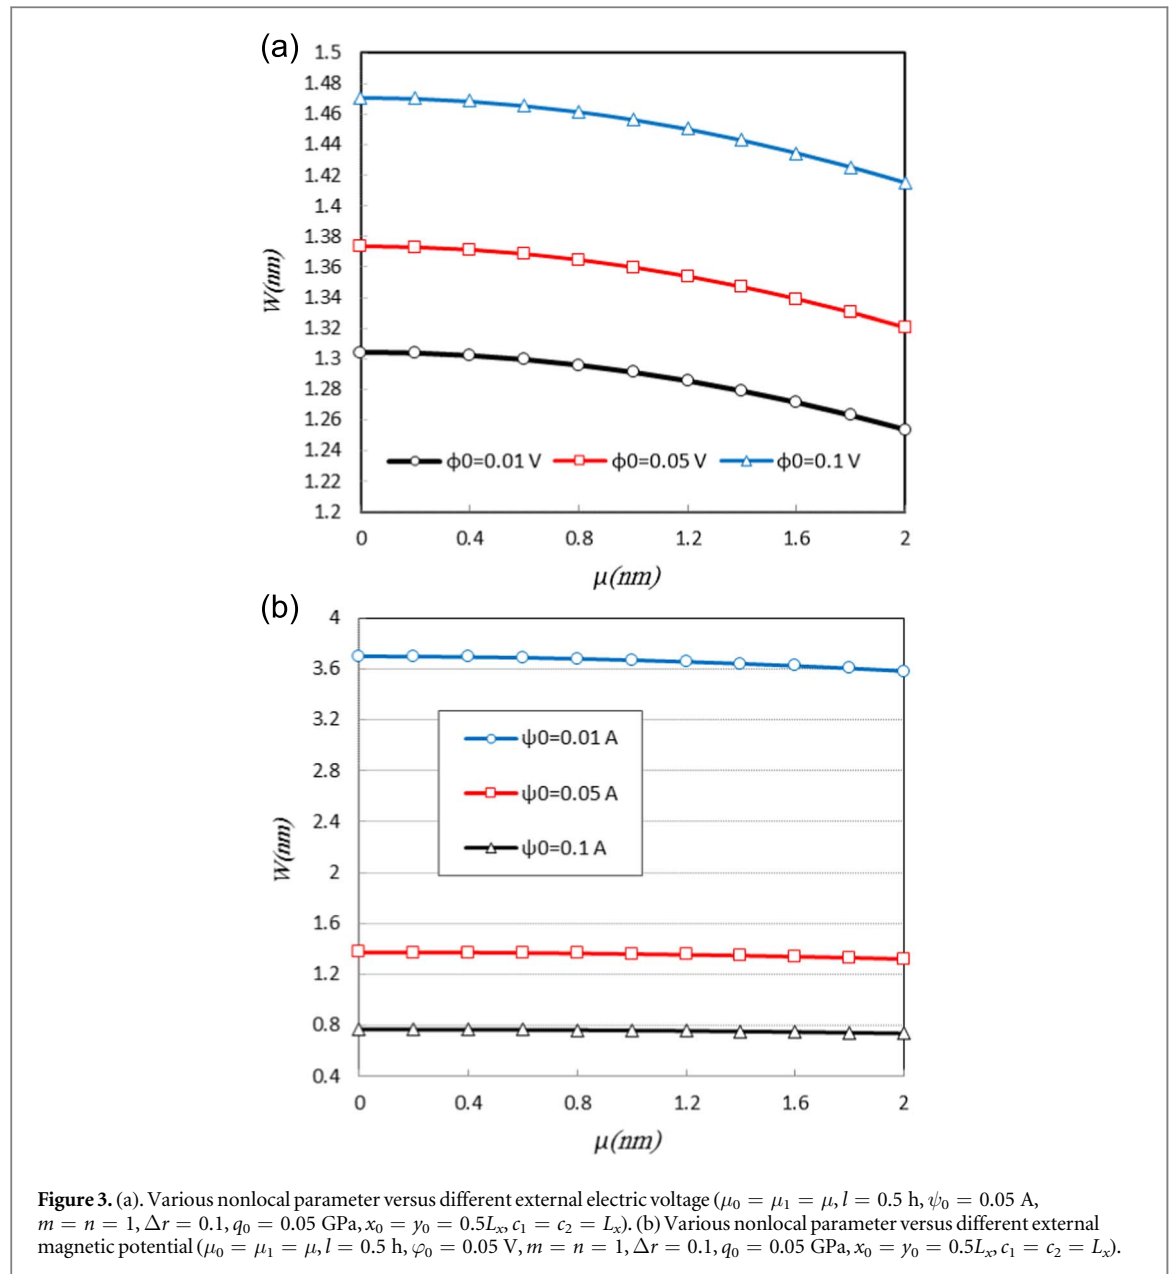 (a)
1.5
1.48
1.46
1.44
1.42
1.4
1.38
1.36
1.34
1.32
1.3
1.28
1.26
1.24
1.22
1.2
W(nm)
ϕ0=0.01 V ϕ0=0.05 V ϕ0=0.1 V
0 0.4 0.8 1.2 1.6 2
μ(nm)
(b)
4
3.6
3.2
2.8
2.4
2
1.6
1.2
0.8
0.4
W(nm)
ψ0=0.01 A
ψ0=0.05 A
ψ0=0.1 A
0 0.4 0.8 1.2 1.6 2
μ(nm)
Figure 3. (a). Various nonlocal parameter versus different external electric voltage (μ₀ = μ₁ = μ, l = 0.5 h, ψ₀ = 0.05 A,
m = n = 1, Δr = 0.1, q₀ = 0.05 GPa, x₀ = y₀ = 0.5Lₓ, c₁ = c₂ = Lₓ). (b) Various nonlocal parameter versus different external
magnetic potential (μ₀ = μ₁ = μ, l = 0.5 h, φ₀ = 0.05 V, m = n = 1, Δr = 0.1, q₀ = 0.05 GPa, x₀ = y₀ = 0.5Lₓ, c₁ = c₂ = Lₓ).